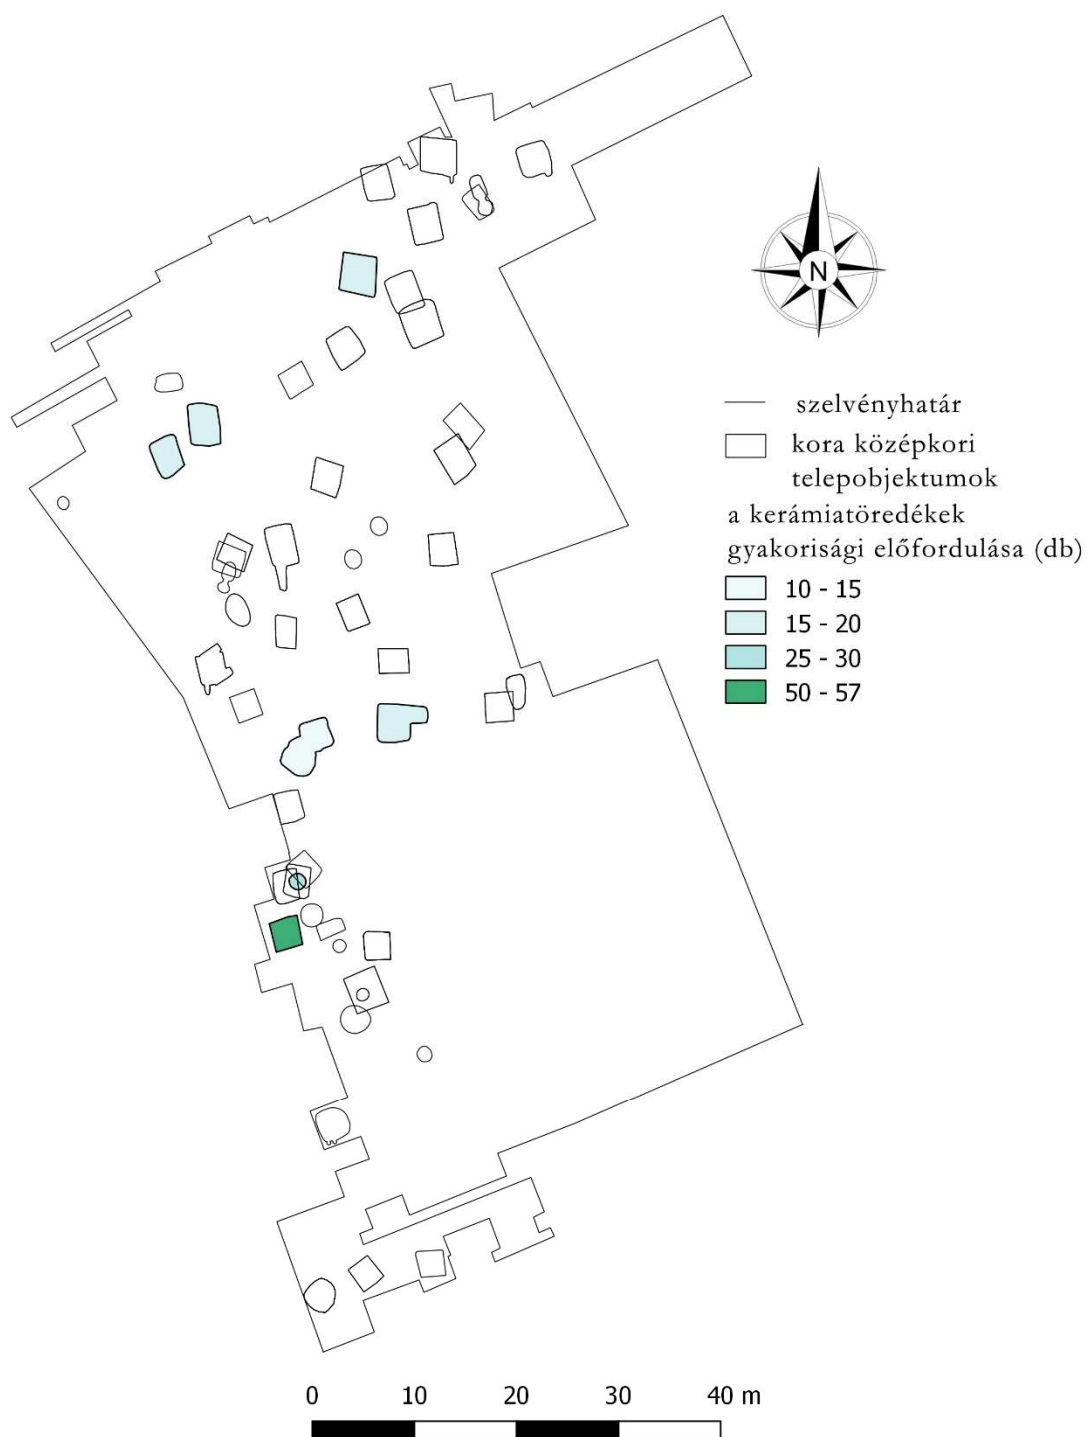 N
szelvényhatár
kora középkori
telepobjektumok
a kerámiatöredékek
gyakorisági előfordulása (db)
10 - 15
15 - 20
25 - 30
50 - 57
0 10 20 30 40 m